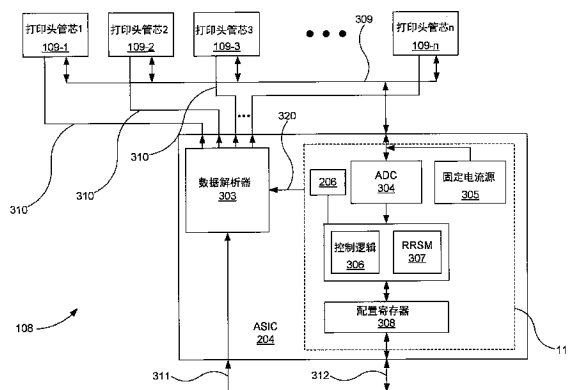 打印头管芯1
109-1
打印头管芯2
109-2
打印头管芯3
109-3
打印头管芯n
109-n
309
310
310
310
320
数据解析器
303
206
ADC
304
固定电流源
305
控制逻辑
306
RRSM
307
配置寄存器
308
ASIC
204
108
311
312
11